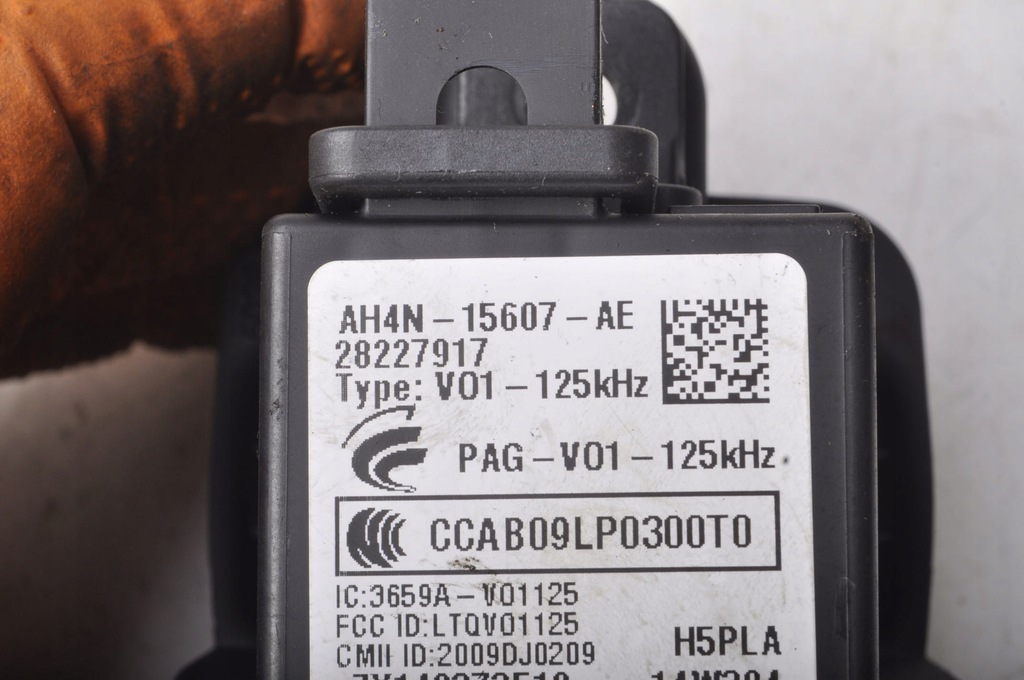 AH4N-15607-AE
28227917
Type: V01-125kHz
PAG-V01-125kHz
CCAB09LP0300T0
IC:3659A-V01125
FCC ID:LTQV01125
CMII ID:2009DJ0209
H5PLA